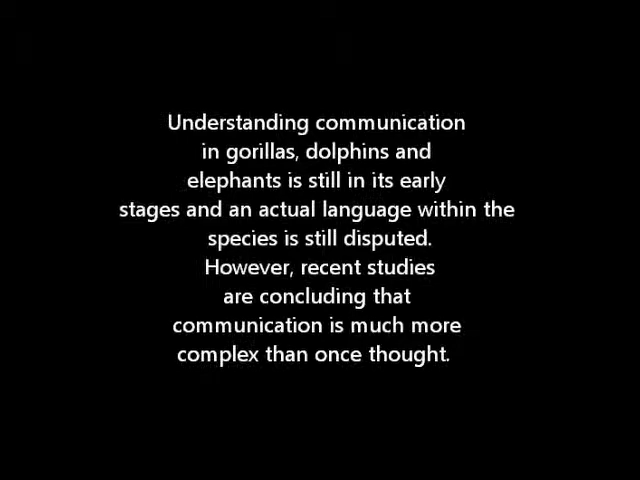 Understanding communication
in gorillas, dolphins and
elephants is still in its early
stages and an actual language within the
species is still disputed.
However, recent studies
are concluding that
communication is much more
complex than once thought.